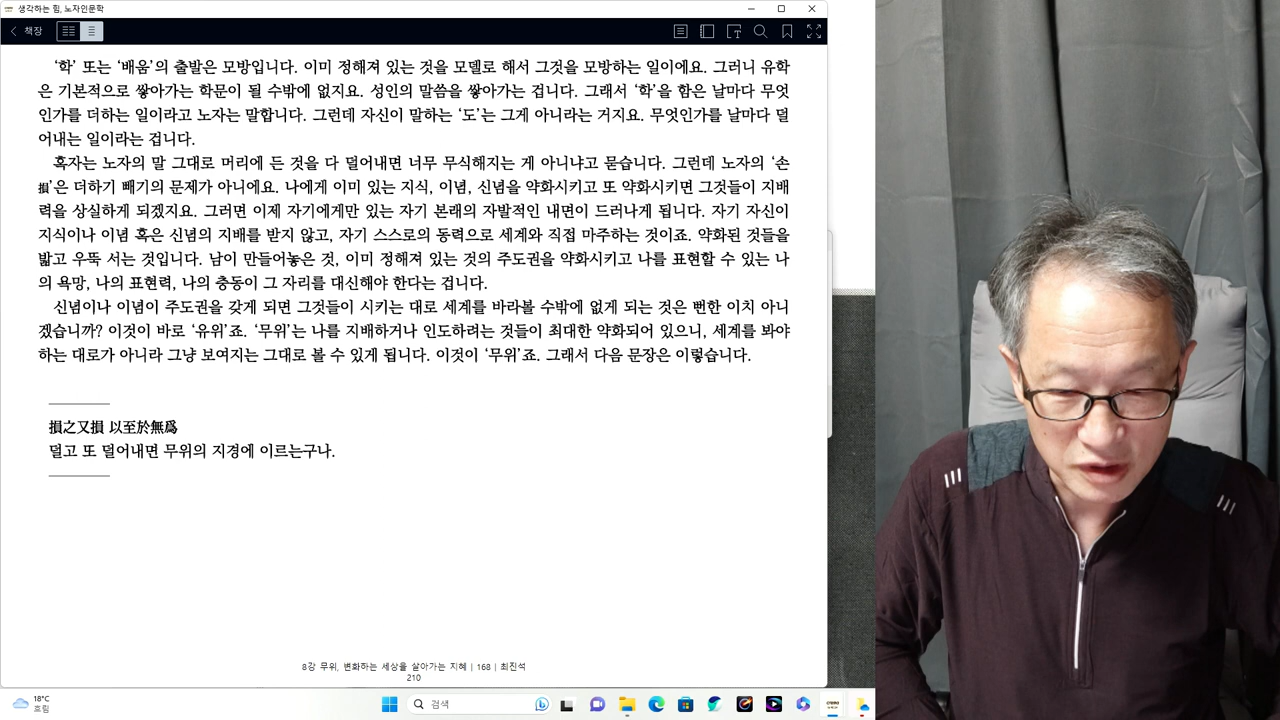 생각하는 힘, 노자인문학
책장
‘학’ 또는 ‘배움’의 출발은 모방입니다. 이미 정해져 있는 것을 모델로 해서 그것을 모방하는 일이에요. 그러니 유학
은 기본적으로 쌓아가는 학문이 될 수밖에 없지요. 성인의 말씀을 쌓아가는 겁니다. 그래서 ‘학’을 함은 날마다 무엇
인가를 더하는 일이라고 노자는 말합니다. 그런데 자신이 말하는 ‘도’는 그게 아니라는 거지요. 무엇인가를 날마다 덜
어내는 일이라는 겁니다.
혹자는 노자의 말 그대로 머리에 든 것을 다 덜어내면 너무 무식해지는 게 아니냐고 묻습니다. 그런데 노자의 ‘손
損’은 더하기 빼기의 문제가 아니에요. 나에게 이미 있는 지식, 이념, 신념을 약화시키고 또 약화시키면 그것들이 지배
력을 상실하게 되겠지요. 그러면 이제 자기에게만 있는 자기 본래의 자발적인 내면이 드러나게 됩니다. 자기 자신이
지식이나 이념 혹은 신념의 지배를 받지 않고, 자기 스스로의 동력으로 세계와 직접 마주하는 것이죠. 약화된 것들을
밟고 우뚝 서는 것입니다. 남이 만들어놓은 것, 이미 정해져 있는 것의 주도권을 약화시키고 나를 표현할 수 있는 나
의 욕망, 나의 표현력, 나의 충동이 그 자리를 대신해야 한다는 겁니다.
신념이나 이념이 주도권을 갖게 되면 그것들이 시키는 대로 세계를 바라볼 수밖에 없게 되는 것은 뻔한 이치 아니
겠습니까? 이것이 바로 ‘유위’죠. ‘무위’는 나를 지배하거나 인도하려는 것들이 최대한 약화되어 있으니, 세계를 봐야
하는 대로가 아니라 그냥 보여지는 그대로 볼 수 있게 됩니다. 이것이 ‘무위’죠. 그래서 다음 문장은 이렇습니다.
損之又損 以至於無爲
덜고 또 덜어내면 무위의 지경에 이르는구나.
8강 무위, 변화하는 세상을 살아가는 지혜 | 168 | 최진석
210
18°C
흐림
검색